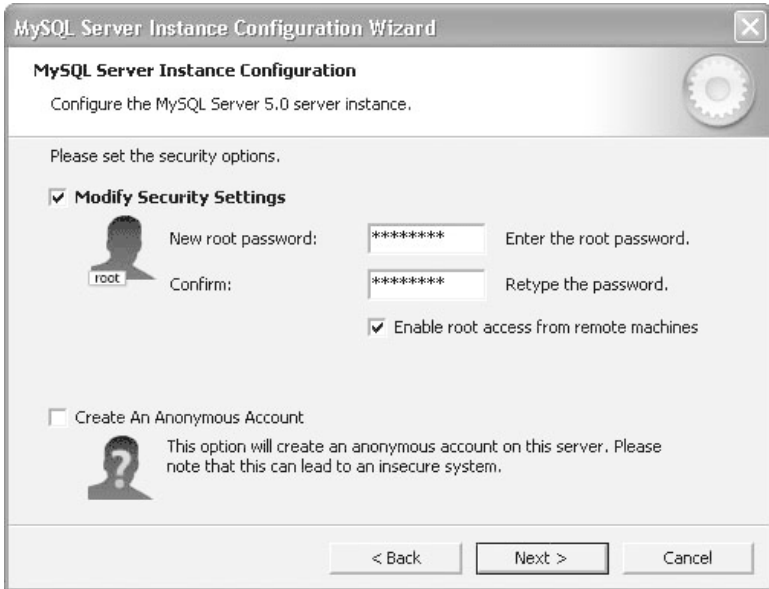 MySQL Server Instance Configuration Wizard
MySQL Server Instance Configuration
Configure the MySQL Server 5.0 server instance.
Please set the security options.
Modify Security Settings
root
New root password: ******** Enter the root password.
Confirm: ******** Retype the password.
Enable root access from remote machines
Create An Anonymous Account
This option will create an anonymous account on this server. Please
note that this can lead to an insecure system.
< Back Next > Cancel